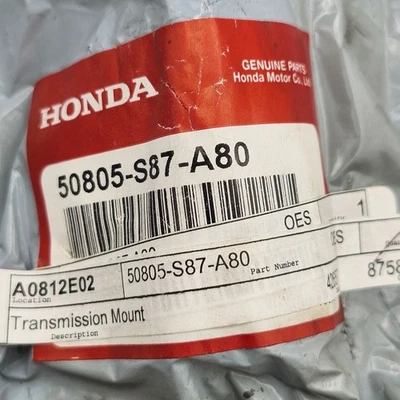 GENUINE PARTS
Honda Motor Co., Ltd.
HONDA
50805-S87-A80
OES
1
A0812E02
Location
50805-S87-A80
Part Number
8758
Transmission Mount
Description